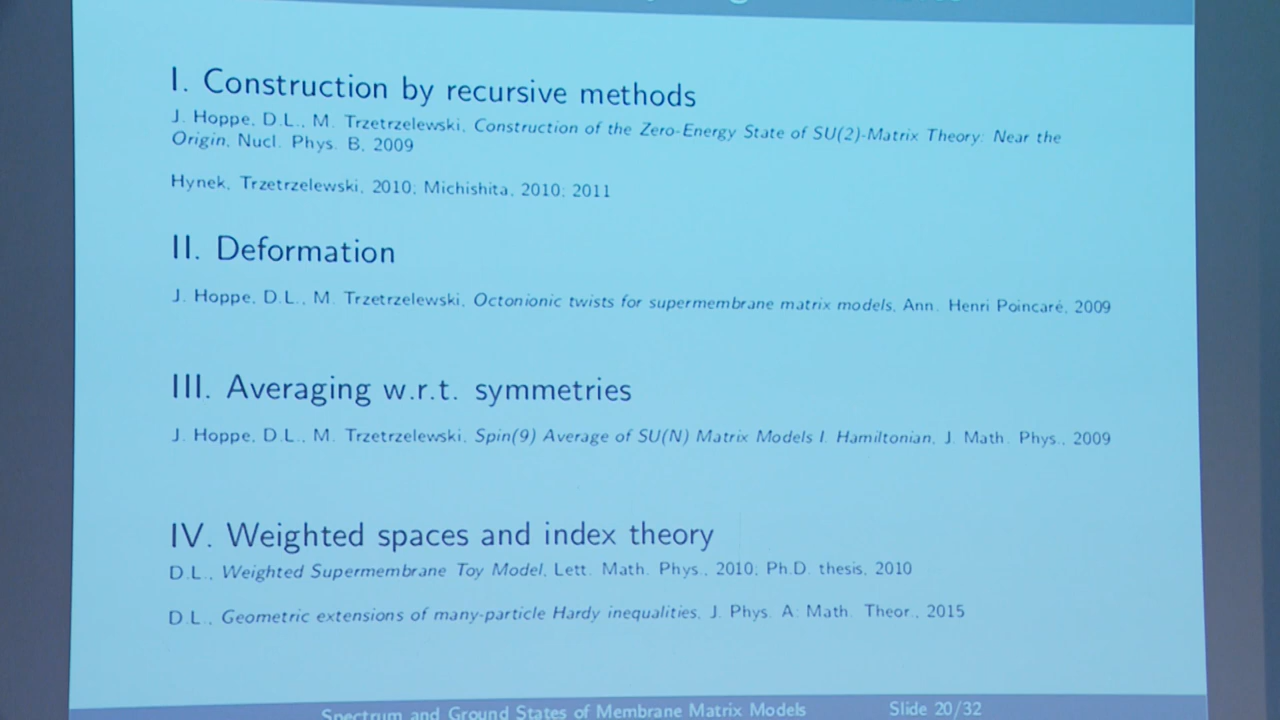 I. Construction by recursive methods
J. Hoppe, D.L., M. Trzetrzelewski, Construction of the Zero-Energy State of SU(2)-Matrix Theory: Near the
Origin, Nucl. Phys. B, 2009
Hynek, Trzetrzelewski, 2010; Michishita, 2010; 2011
II. Deformation
J. Hoppe, D.L., M. Trzetrzelewski, Octonionic twists for supermembrane matrix models, Ann. Henri Poincaré, 2009
III. Averaging w.r.t. symmetries
J. Hoppe, D.L., M. Trzetrzelewski, Spin(9) Average of SU(N) Matrix Models I. Hamiltonian, J. Math. Phys., 2009
IV. Weighted spaces and index theory
D.L., Weighted Supermembrane Toy Model, Lett. Math. Phys., 2010; Ph.D. thesis, 2010
D.L., Geometric extensions of many-particle Hardy inequalities, J. Phys. A: Math. Theor., 2015
Spectrum and Ground States of Membrane Matrix Models Slide 20/32